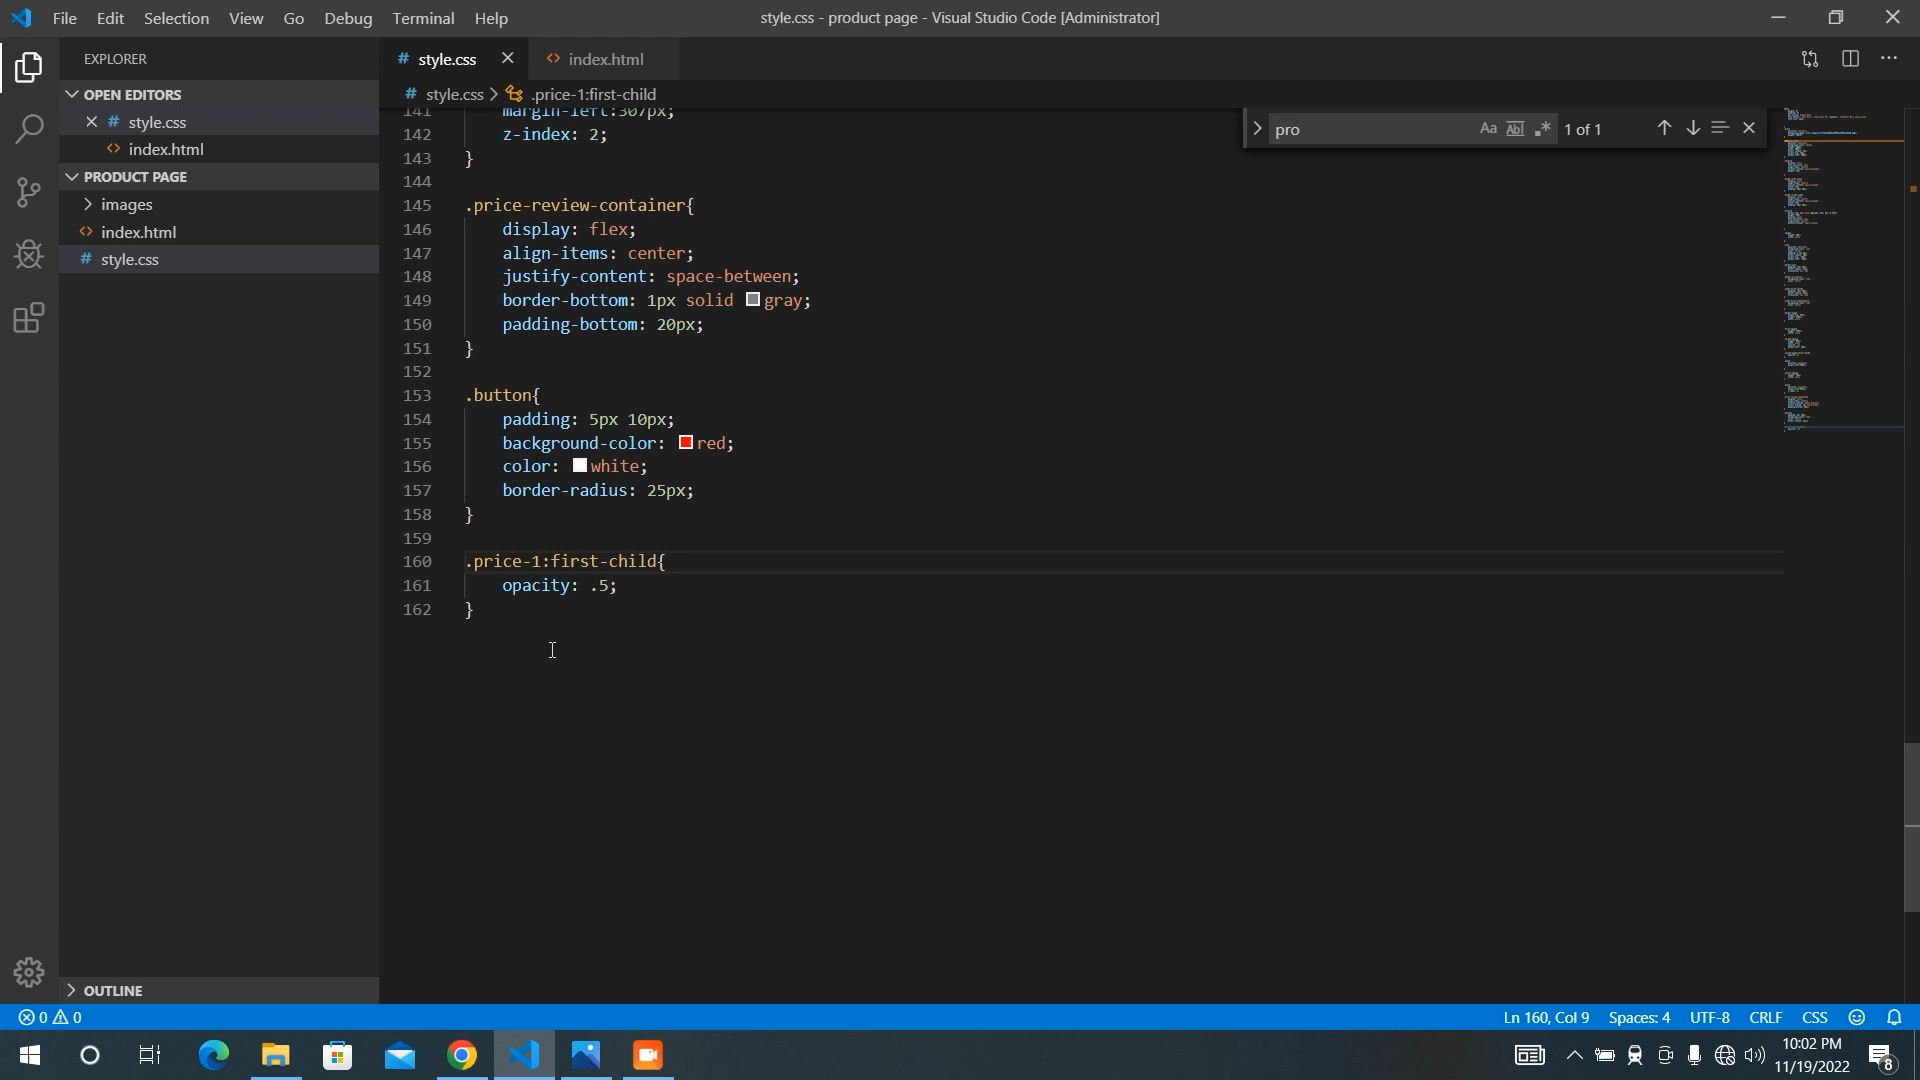 File Edit Selection View Go Debug Terminal Help
style.css - product page - Visual Studio Code [Administrator]
EXPLORER
OPEN EDITORS
# style.css
<> index.html
PRODUCT PAGE
images
<> index.html
# style.css
OUTLINE
# style.css
<> index.html
# style.css > .price-1:first-child
pro
Aa Abl .* 1 of 1
141 margin-left:307px;
142 z-index: 2;
143 }
144
145 .price-review-container{
146 display: flex;
147 align-items: center;
148 justify-content: space-between;
149 border-bottom: 1px solid gray;
150 padding-bottom: 20px;
151 }
152
153 .button{
154 padding: 5px 10px;
155 background-color: red;
156 color: white;
157 border-radius: 25px;
158 }
159
160 .price-1:first-child{
161 opacity: .5;
162 }
0 0
Ln 160, Col 9 Spaces: 4 UTF-8 CRLF CSS
10:02 PM
11/19/2022
8